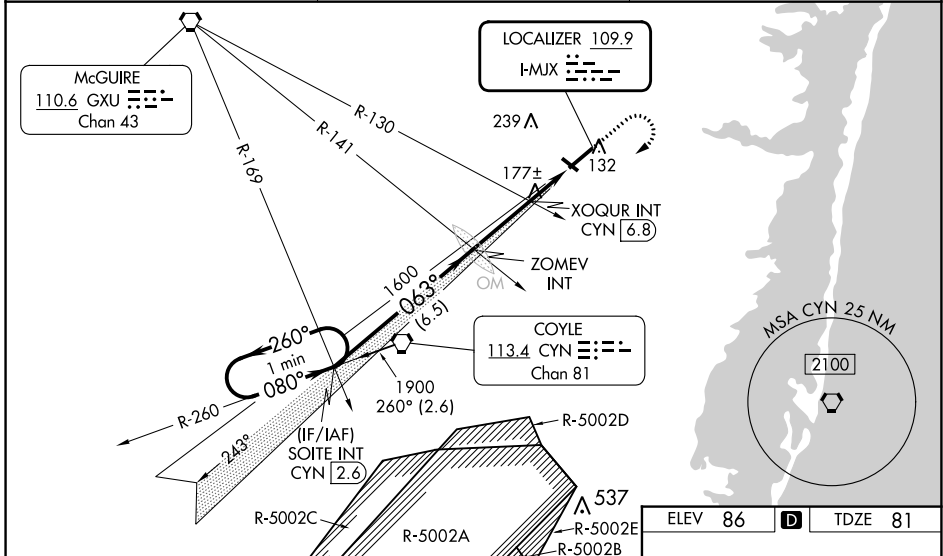 McGUIRE
110.6 GXU
Chan 43
LOCALIZER 109.9
I-MJX
239
132
177±
R-130
R-141
R-169
XOQUR INT
CYN 6.8
ZOMEV
INT
OM
1600
063°
(6.5)
COYLE
113.4 CYN
Chan 81
260°
1 min
080°
1900
260° (2.6)
R-260
243°
(IF/IAF)
SOITE INT
CYN 2.6
MSA CYN 25 NM
2100
R-5002D
R-5002C
R-5002A
537
R-5002E
R-5002B
ELEV 86 D TDZE 81